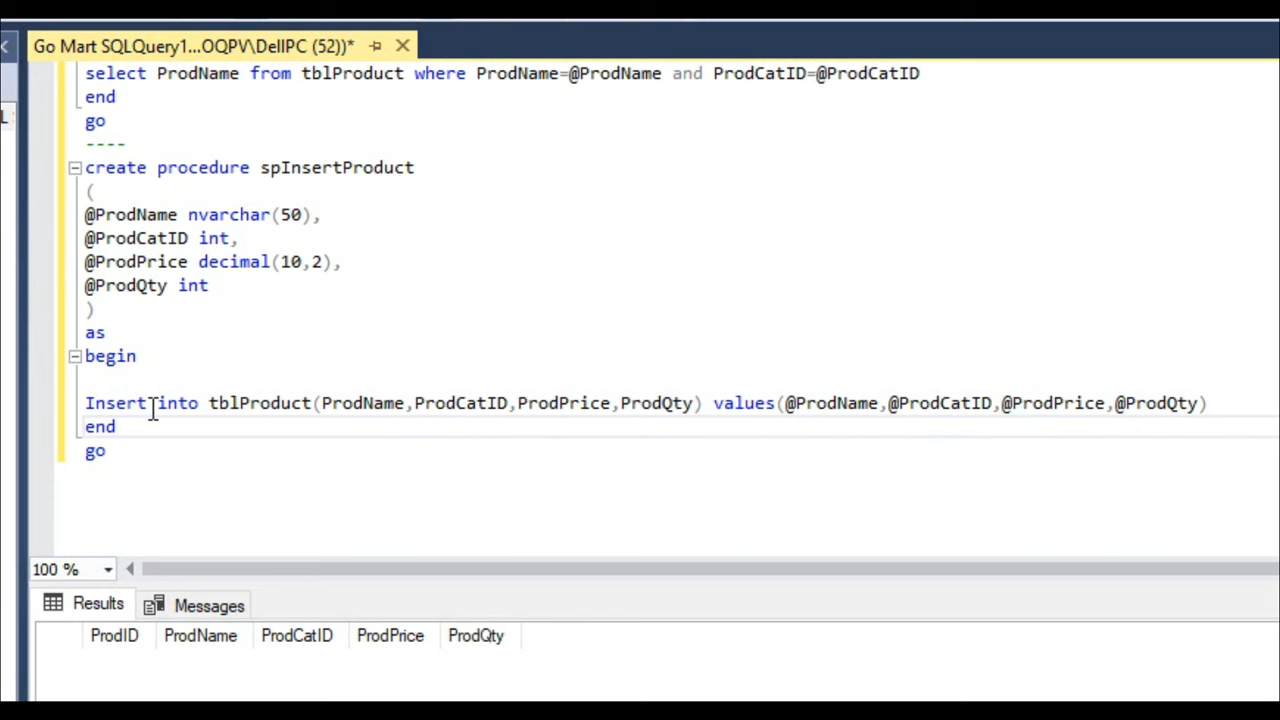 Go Mart SQLQuery1...OQPV\DellPC (52))*
select ProdName from tblProduct where ProdName=@ProdName and ProdCatID=@ProdCatID
end
go
----
create procedure spInsertProduct
(
@ProdName nvarchar(50),
@ProdCatID int,
@ProdPrice decimal(10,2),
@ProdQty int
)
as
begin
Insert into tblProduct(ProdName,ProdCatID,ProdPrice,ProdQty) values(@ProdName,@ProdCatID,@ProdPrice,@ProdQty)
end
go
100 %
Results Messages
ProdID ProdName ProdCatID ProdPrice ProdQty